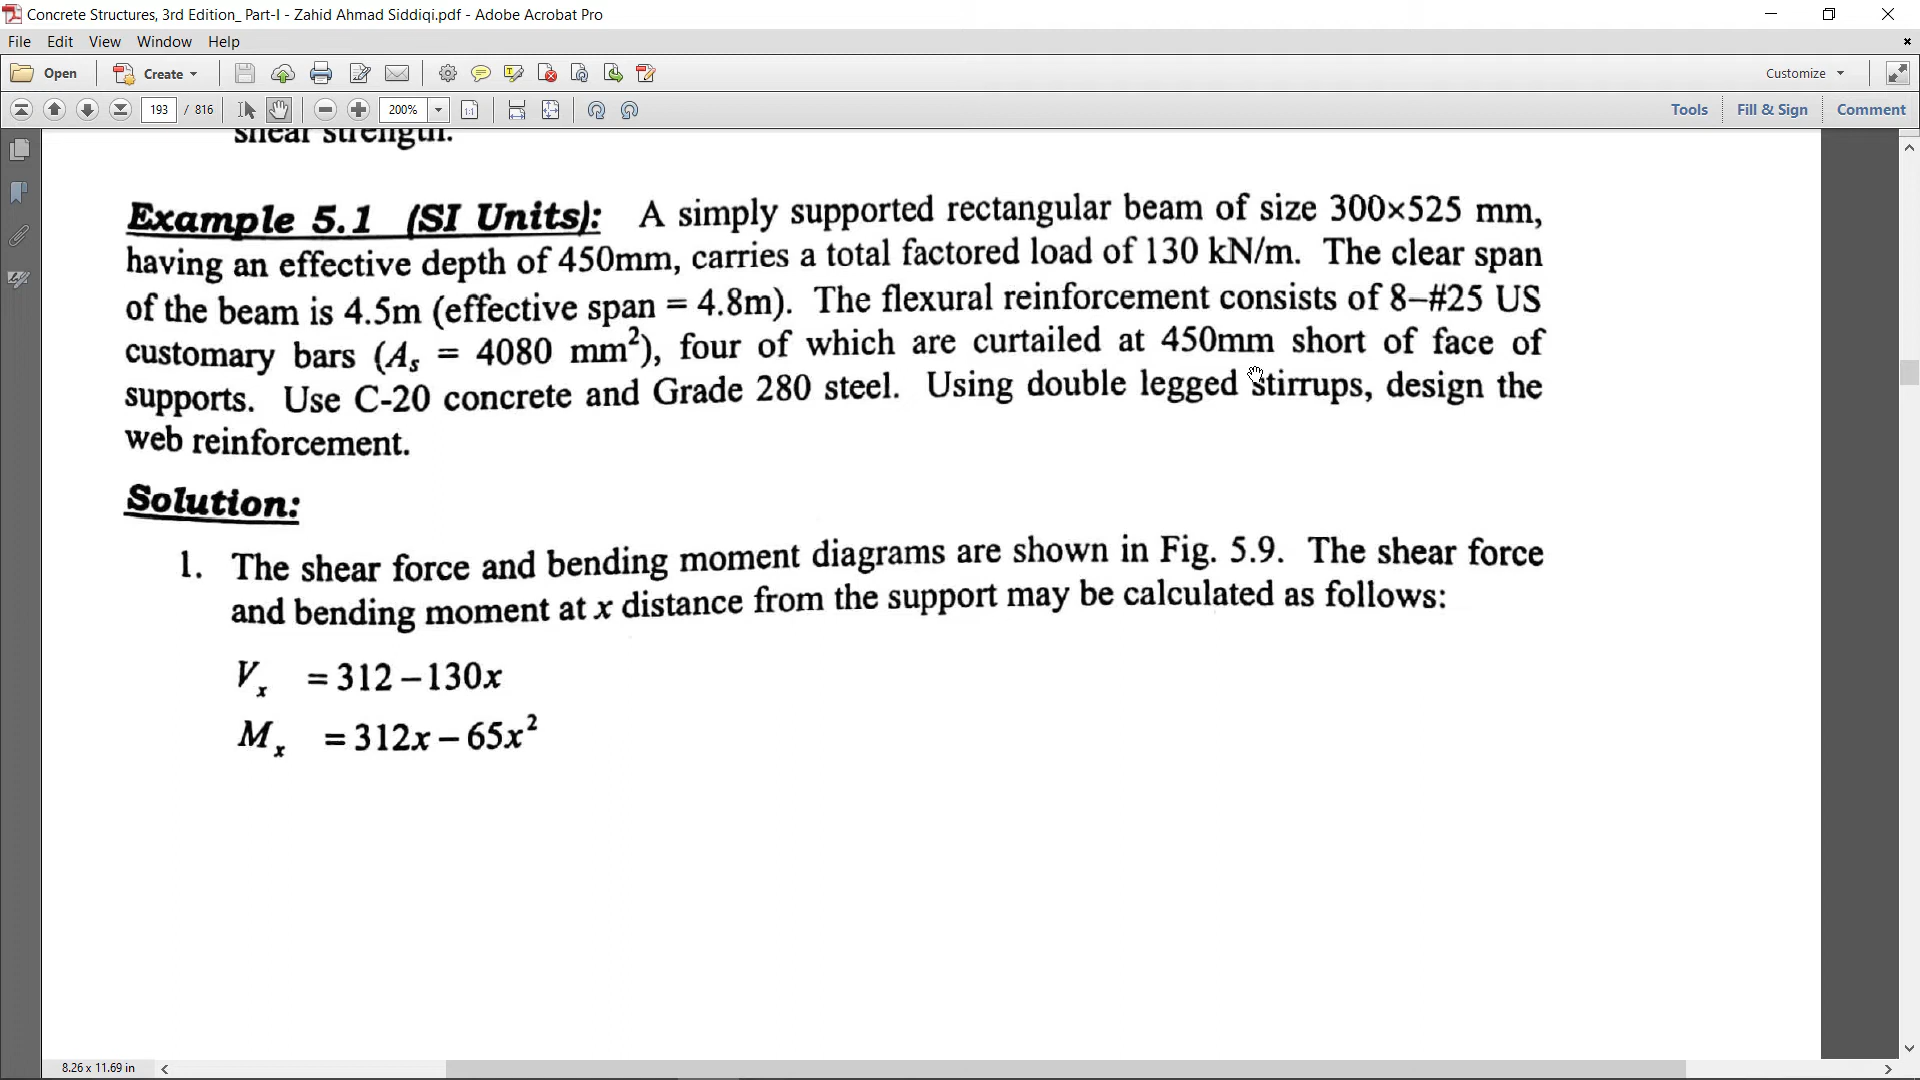 Concrete Structures, 3rd Edition_ Part-I - Zahid Ahmad Siddiqi.pdf - Adobe Acrobat Pro
File Edit View Window Help
Open Create Customize
193 / 816 200% Tools Fill & Sign Comment
shear strength.
Example 5.1 (SI Units): A simply supported rectangular beam of size 300×525 mm,
having an effective depth of 450mm, carries a total factored load of 130 kN/m. The clear span
of the beam is 4.5m (effective span = 4.8m). The flexural reinforcement consists of 8–#25 US
customary bars (Aₛ = 4080 mm²), four of which are curtailed at 450mm short of face of
supports. Use C-20 concrete and Grade 280 steel. Using double legged stirrups, design the
web reinforcement.
Solution:
1. The shear force and bending moment diagrams are shown in Fig. 5.9. The shear force
and bending moment at x distance from the support may be calculated as follows:
Vₓ = 312 – 130x
Mₓ = 312x – 65x²
8.26 x 11.69 in